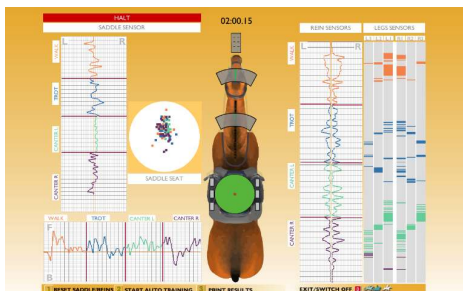 HALT
SADDLE SENSOR
02:00.15
REIN SENSORS
LEGS SENSORS
L
R
L
R
WALK
TROT
CANTER L
CANTER R
SADDLE SEAT
WALK
TROT
CANTER L
CANTER R
F
B
WALK
TROT
CANTER L
CANTER R
RESET SADDLE/REINS
START AUTO TRAINING
PRINT RESULTS
EXIT/SWITCH OFF